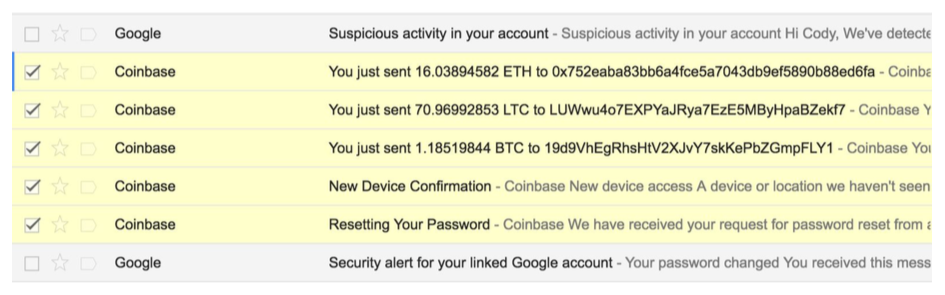 Google Suspicious activity in your account - Suspicious activity in your account Hi Cody, We've detecte
Coinbase You just sent 16.03894582 ETH to 0x752eaba83bb6a4fce5a7043db9ef5890b88ed6fa - Coinba
Coinbase You just sent 70.96992853 LTC to LUWwu4o7EXPYaJRya7EzE5MByHpaBZekf7 - Coinbase Y
Coinbase You just sent 1.18519844 BTC to 19d9VhEgRhsHtV2XJvY7skKePbZGmpFLY1 - Coinbase You
Coinbase New Device Confirmation - Coinbase New device access A device or location we haven't seen
Coinbase Resetting Your Password - Coinbase We have received your request for password reset from a
Google Security alert for your linked Google account - Your password changed You received this mess